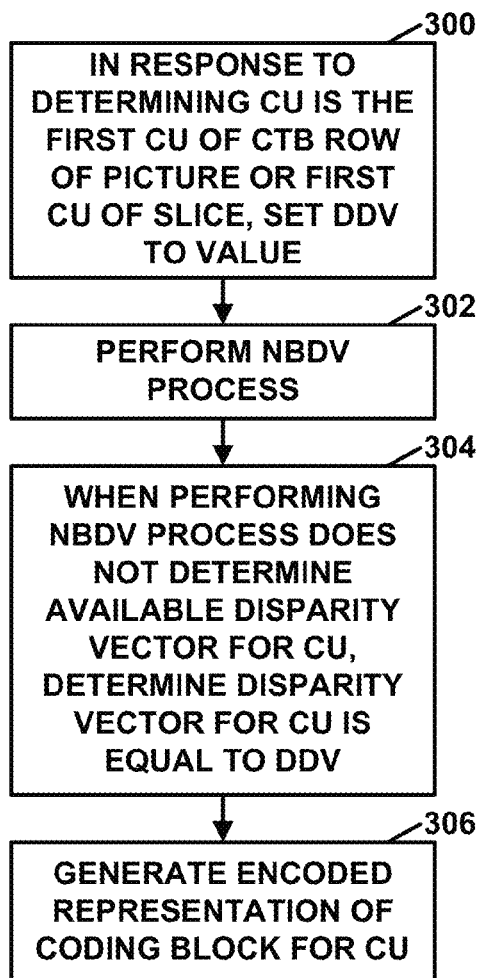 300
IN RESPONSE TO
DETERMINING CU IS THE
FIRST CU OF CTB ROW
OF PICTURE OR FIRST
CU OF SLICE, SET DDV
TO VALUE
302
PERFORM NBDV
PROCESS
304
WHEN PERFORMING
NBDV PROCESS DOES
NOT DETERMINE
AVAILABLE DISPARITY
VECTOR FOR CU,
DETERMINE DISPARITY
VECTOR FOR CU IS
EQUAL TO DDV
306
GENERATE ENCODED
REPRESENTATION OF
CODING BLOCK FOR CU